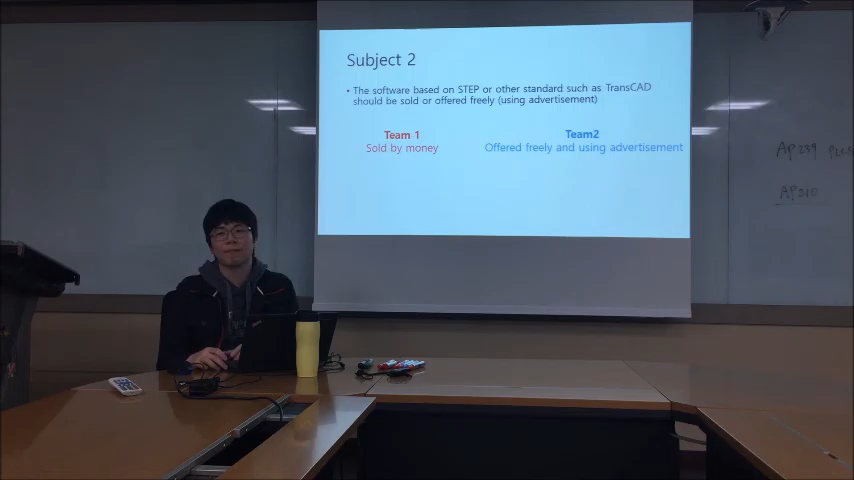 Subject 2
• The software based on STEP or other standard such as TransCAD
should be sold or offered freely (using advertisement)
Team 1
Sold by money
Team2
Offered freely and using advertisement
AP239
AP210